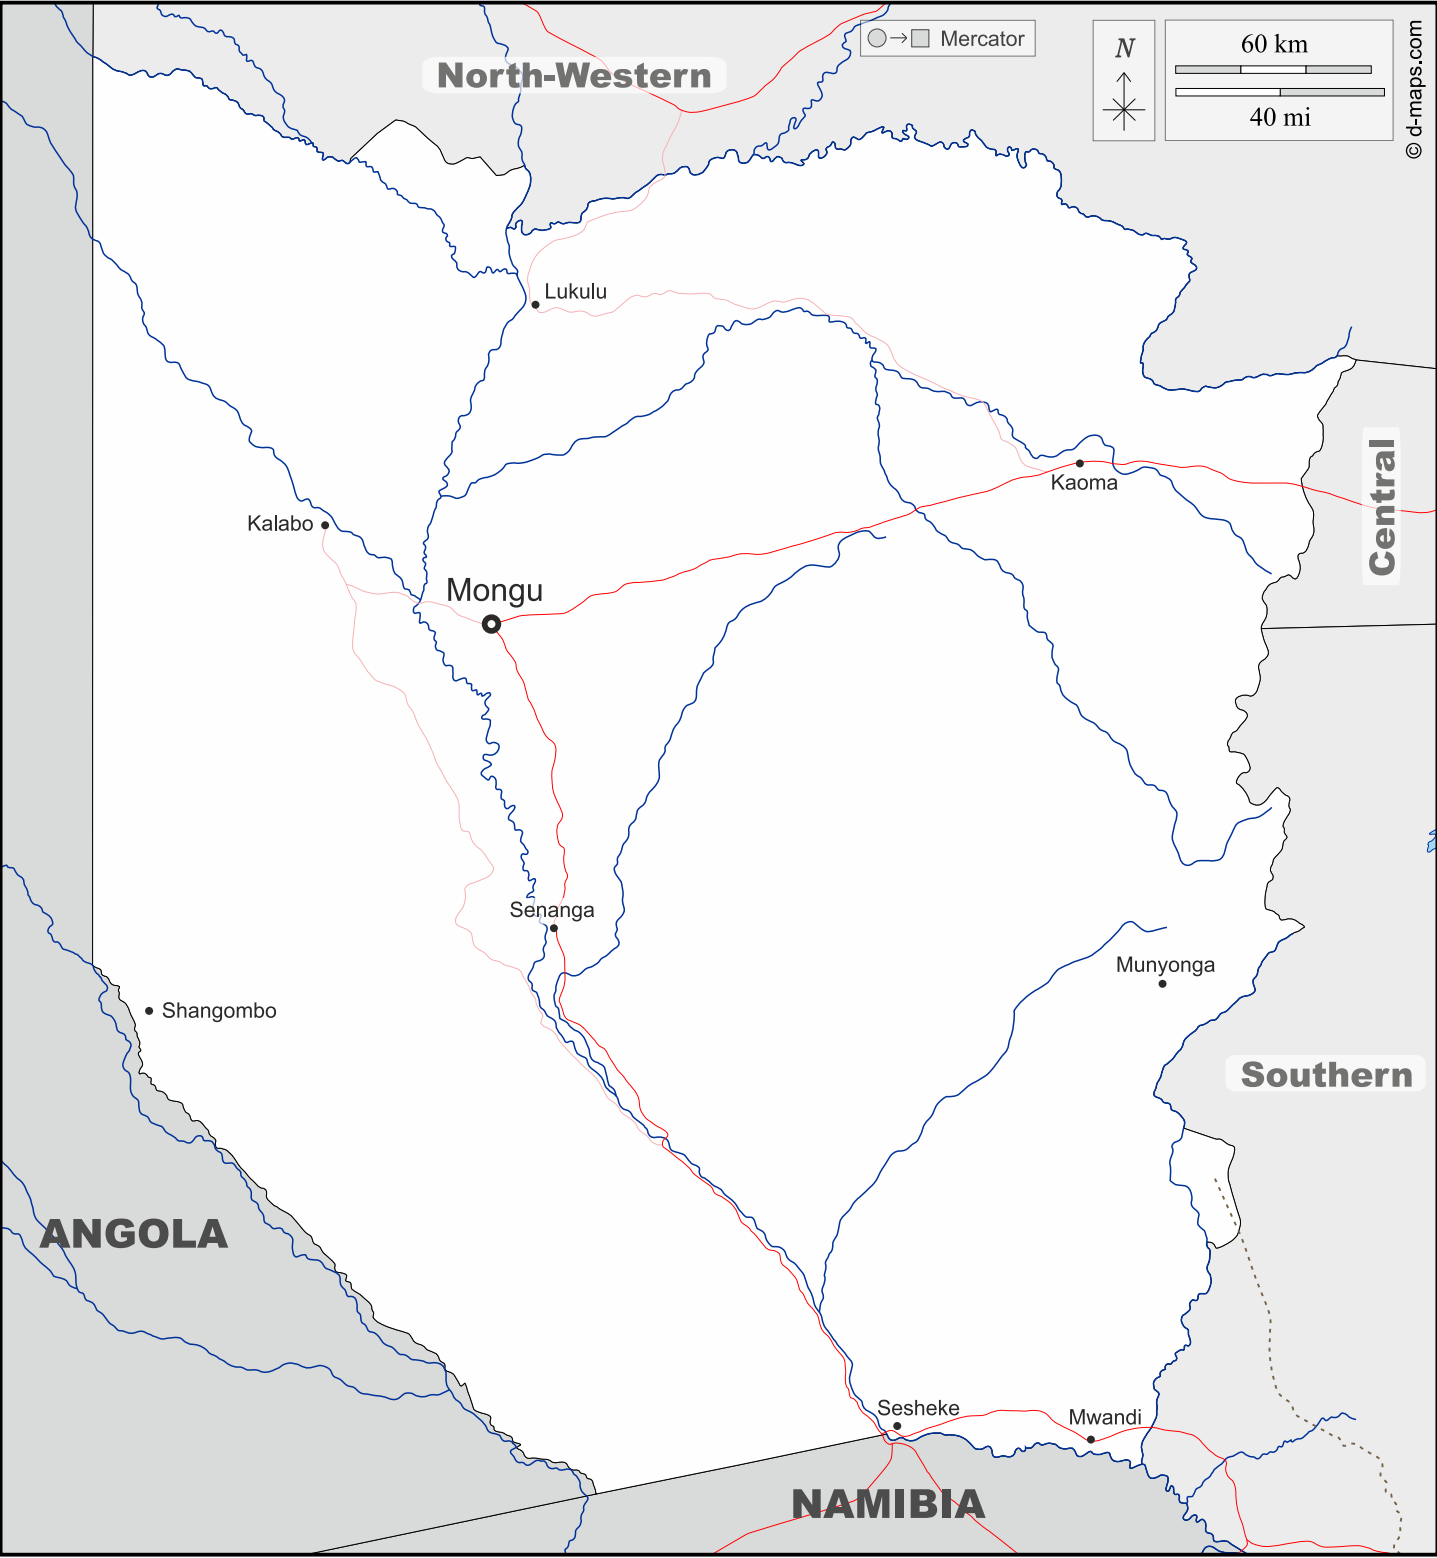 North-Western
Mercator
N
60 km
40 mi
© d-maps.com
Lukulu
Central
Kaoma
Kalabo
Mongu
Senanga
Munyonga
Shangombo
Southern
ANGOLA
Sesheke
Mwandi
NAMIBIA